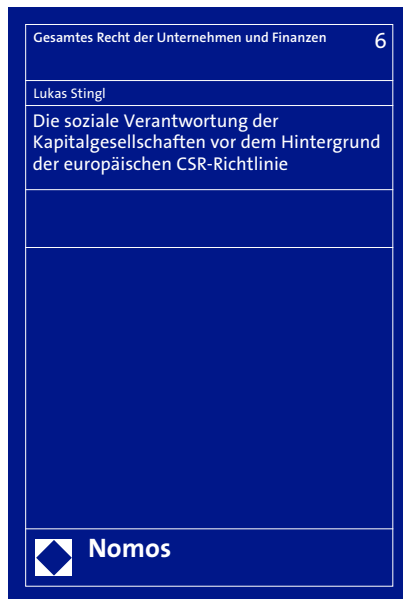 Gesamtes Recht der Unternehmen und Finanzen 6
Lukas Stingl
Die soziale Verantwortung der
Kapitalgesellschaften vor dem Hintergrund
der europäischen CSR-Richtlinie
Nomos